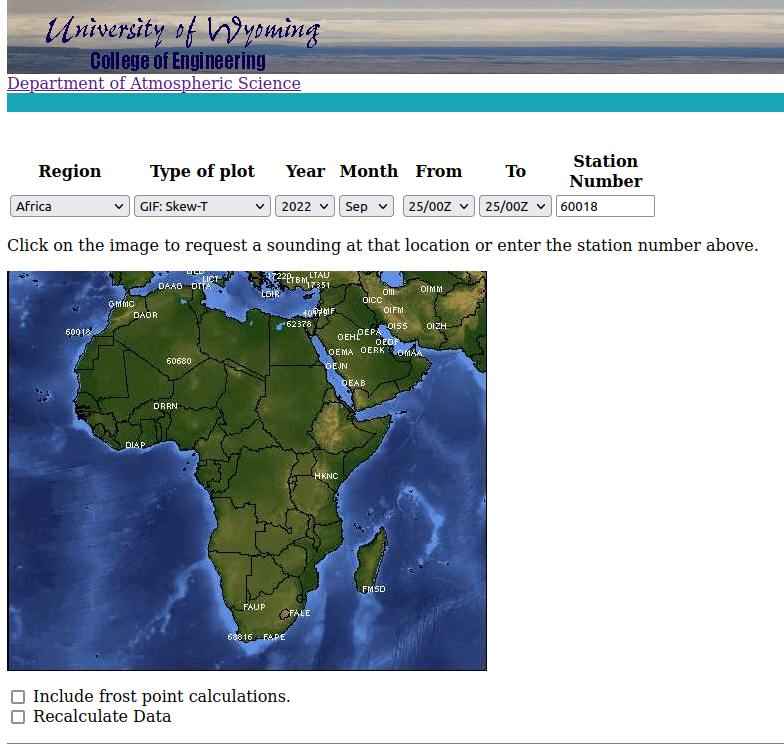 University of Wyoming
College of Engineering
Department of Atmospheric Science
Region Type of plot Year Month From To Station Number
Africa GIF: Skew-T 2022 Sep 25/00Z 25/00Z 60018
Click on the image to request a sounding at that location or enter the station number above.
LICT 17220 LTBM LTAU
DAAG DTTA 17351
LGIR OIII OIMM
GMMC OICC
DAOR OIFM
62378 OISS OIZH
60018 OEPA
OEHL OEDF
OEMA OERK OMAA
60680 OEJN
OEAB
DRRN
DIAP
HKNC
FMSD
FAUP FALE
68816 FAPE
Include frost point calculations.
Recalculate Data